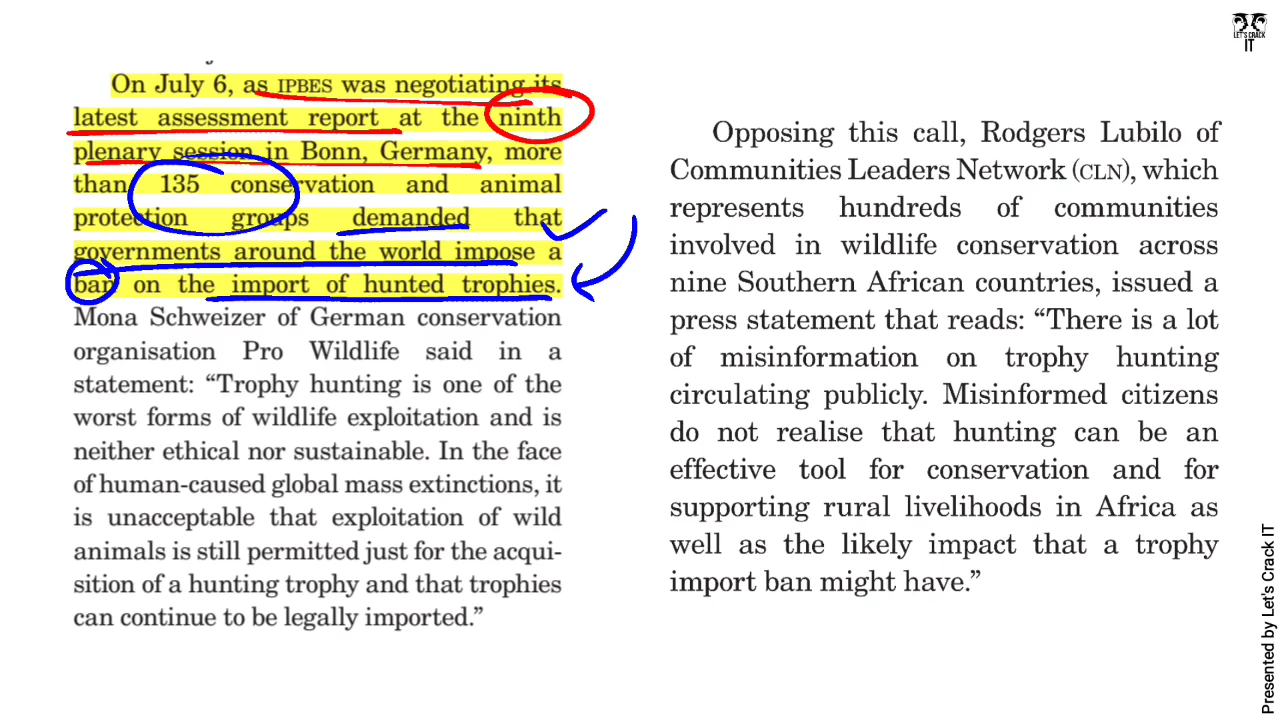 On July 6, as IPBES was negotiating its
latest assessment report at the ninth
plenary session in Bonn, Germany, more
than 135 conservation and animal
protection groups demanded that
governments around the world impose a
ban on the import of hunted trophies.
Mona Schweizer of German conservation
organisation Pro Wildlife said in a
statement: “Trophy hunting is one of the
worst forms of wildlife exploitation and is
neither ethical nor sustainable. In the face
of human-caused global mass extinctions, it
is unacceptable that exploitation of wild
animals is still permitted just for the acqui-
sition of a hunting trophy and that trophies
can continue to be legally imported.”
Opposing this call, Rodgers Lubilo of
Communities Leaders Network (CLN), which
represents hundreds of communities
involved in wildlife conservation across
nine Southern African countries, issued a
press statement that reads: “There is a lot
of misinformation on trophy hunting
circulating publicly. Misinformed citizens
do not realise that hunting can be an
effective tool for conservation and for
supporting rural livelihoods in Africa as
well as the likely impact that a trophy
import ban might have.”
LET'S CRACK
IT
Presented by Let's Crack IT